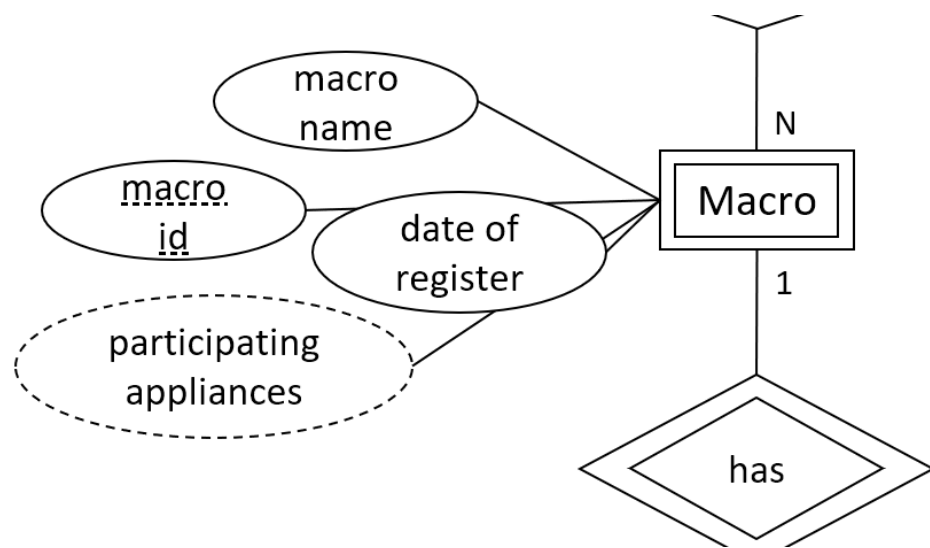 macro
name
N
macro
id
date of
register
Macro
1
participating
appliances
has